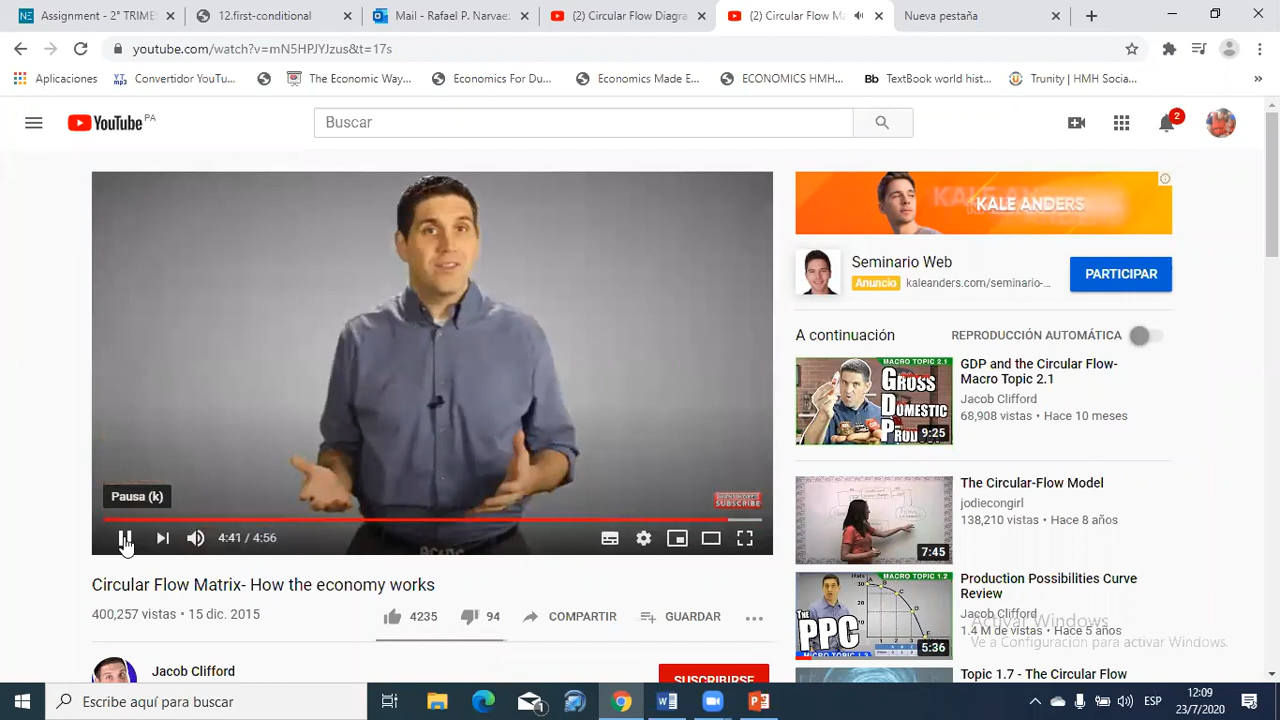 Assignment - 2° TRIME
12.first-conditional
Mail - Rafael Narvaez
(2) Circular Flow Diagra
(2) Circular Flow Ma
Nueva pestaña
youtube.com/watch?v=mN5HPJYJzus&t=17s
Aplicaciones
Convertidor YouTu...
The Economic Way...
Economics For Du...
Economics Made E...
ECONOMICS HMH...
Bb TextBook world hist...
Trunity | HMH Socia...
YouTube PA
Buscar
2
KALE ANDERS
Seminario Web
Anuncio kaleanders.com/seminario-...
PARTICIPAR
A continuación
REPRODUCCIÓN AUTOMÁTICA
MACRO TOPIC 2.1
GROSS
DOMESTIC
9:25
GDP and the Circular Flow-
Macro Topic 2.1
Jacob Clifford
68,908 vistas • Hace 10 meses
7:45
The Circular-Flow Model
jodiecongirl
138,210 vistas • Hace 8 años
THE
PPC
5:36
Production Possibilities Curve
Review
Jacob Clifford
1.4 M de vistas • Hace 5 años
Topic 1.7 - The Circular Flow
Pausa (k)
SUBSCRIBE
4:41 / 4:56
Circular Flow Matrix- How the economy works
400,257 vistas • 15 dic. 2015
4235
94
COMPARTIR
GUARDAR
Jacob Clifford
SUSCRIBIRSE
Activar Windows
Ve a Configuración para activar Windows.
Escribe aquí para buscar
ESP
12:09
23/7/2020